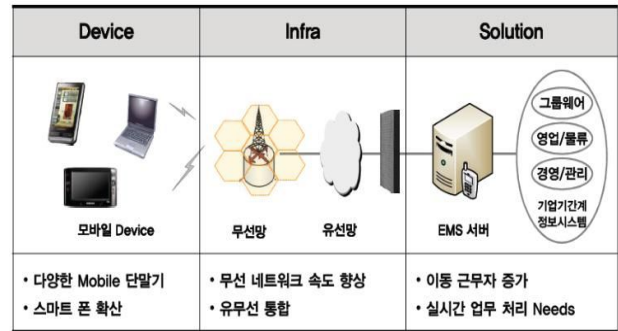 Device
Infra
Solution
그룹웨어
영업/물류
경영/관리
기업기간계
정보시스템
모바일 Device
무선망
유선망
EMS 서버
• 다양한 Mobile 단말기
• 스마트 폰 확산
• 무선 네트워크 속도 향상
• 유무선 통합
• 이동 근무자 증가
• 실시간 업무 처리 Needs